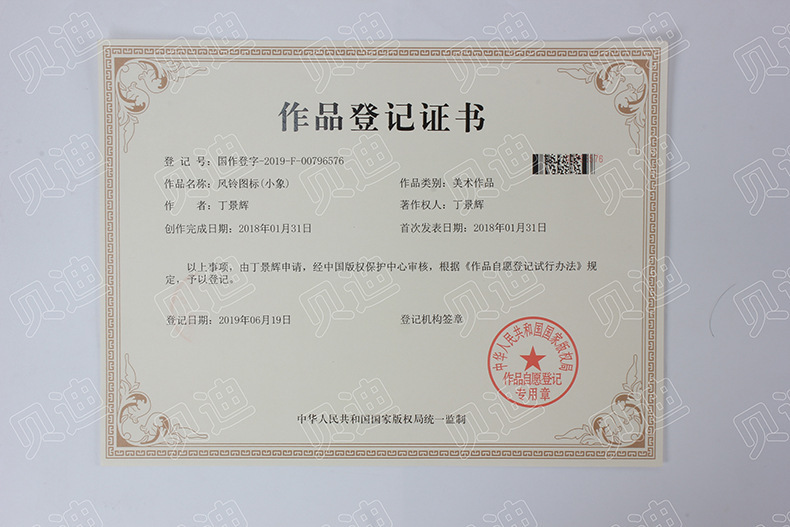 作品登记证书
登 记 号：国作登字-2019-F-00796576
作品名称：风铃图标(小象) 作品类别：美术作品
作 者：丁景辉 著作权人：丁景辉
创作完成日期：2018年01月31日 首次发表日期：2018年01月31日
以上事项，由丁景辉申请，经中国版权保护中心审核，根据《作品自愿登记试行办法》规
定，予以登记。
登记日期：2019年06月19日 登记机构签章
中华人民共和国国家版权局
作品自愿登记
专用章
中华人民共和国国家版权局统一监制
贝迪